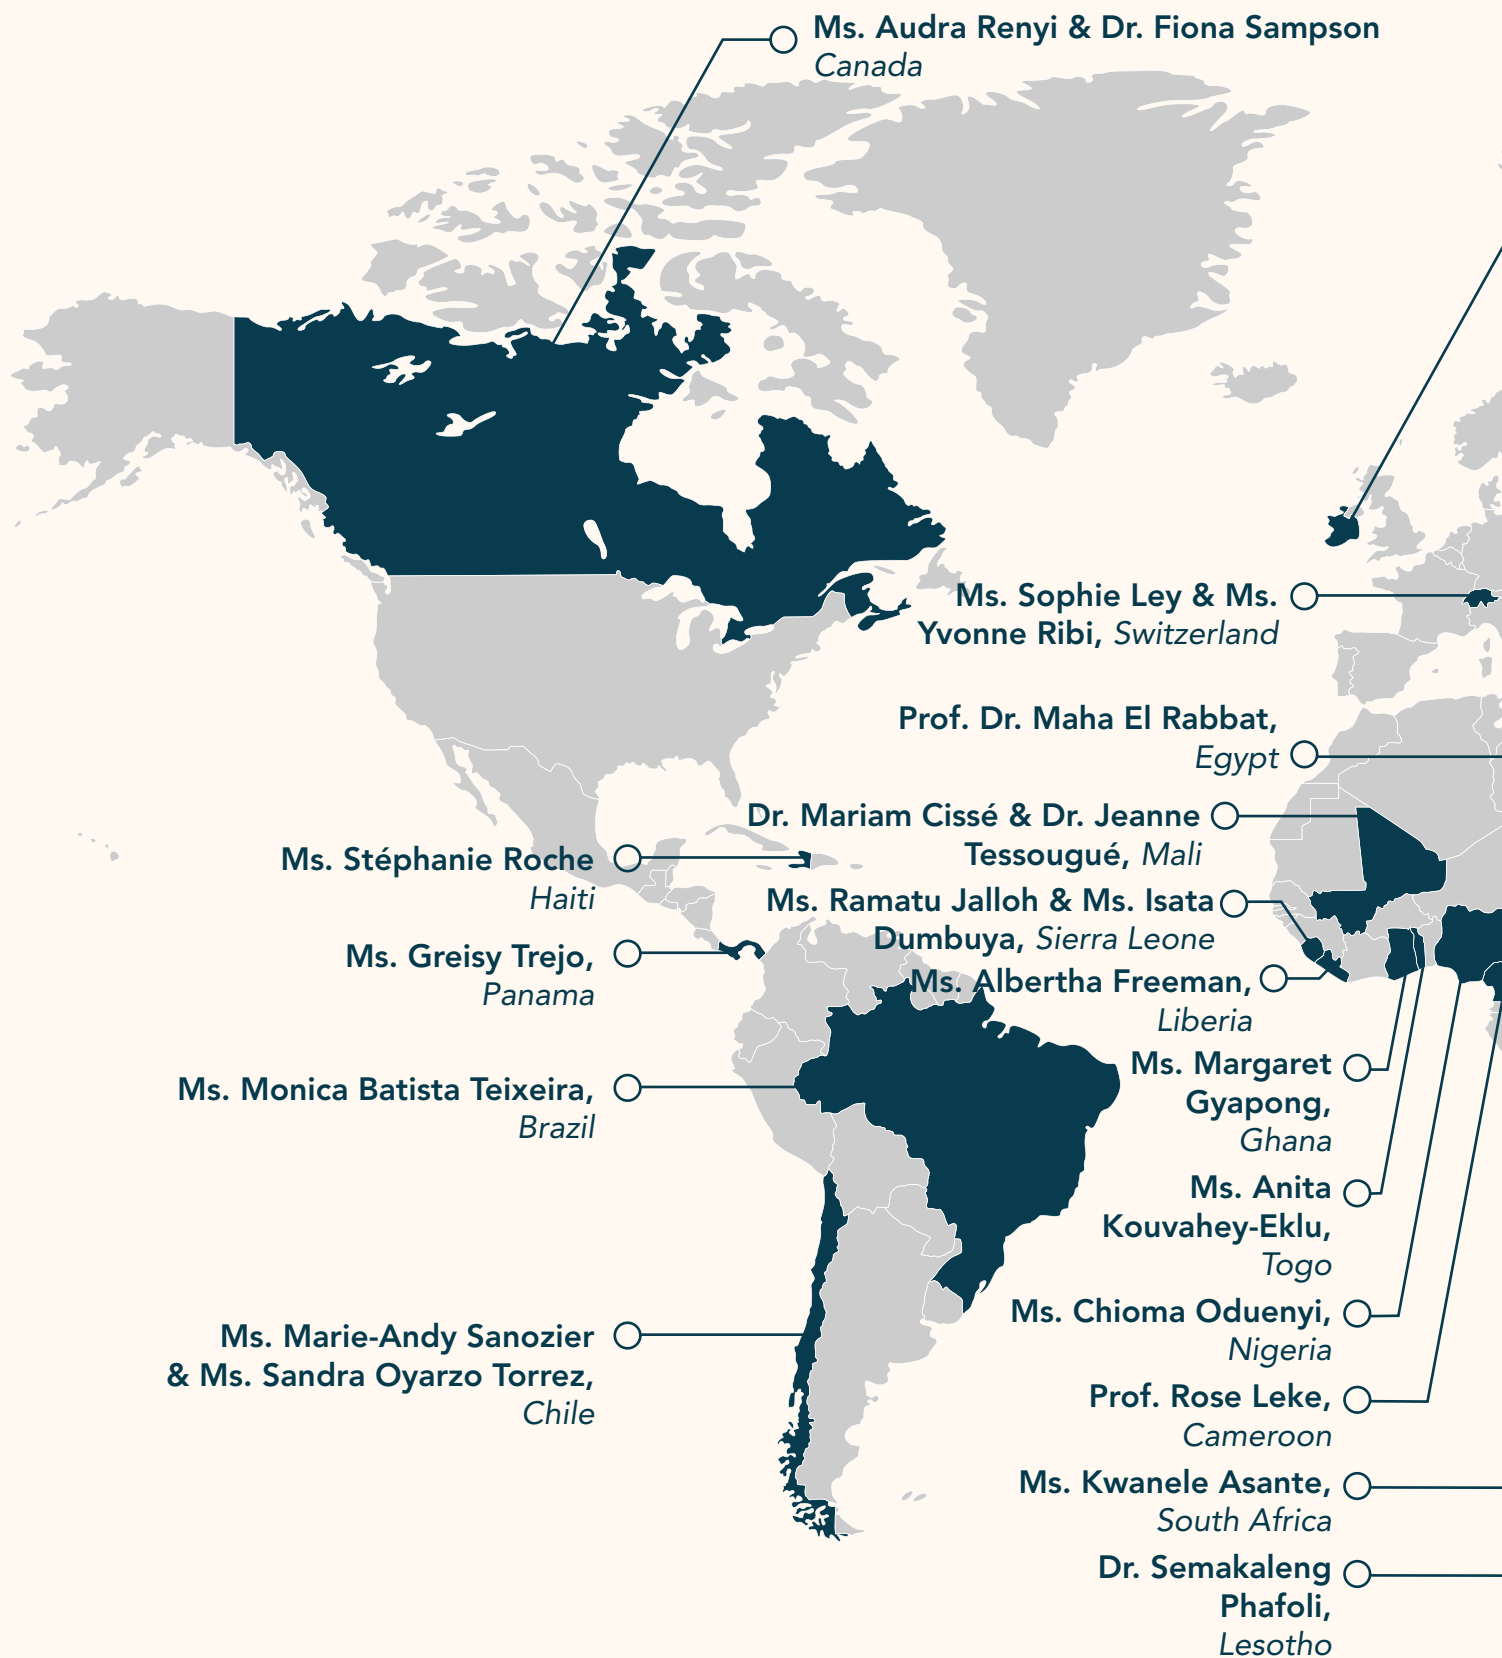 Ms. Audra Renyi & Dr. Fiona Sampson
Canada
Ms. Sophie Ley & Ms.
Yvonne Ribi, Switzerland
Prof. Dr. Maha El Rabbat,
Egypt
Dr. Mariam Cissé & Dr. Jeanne
Tessougué, Mali
Ms. Stéphanie Roche
Haiti
Ms. Ramatu Jalloh & Ms. Isata
Dumbuya, Sierra Leone
Ms. Greisy Trejo,
Panama
Ms. Albertha Freeman,
Liberia
Ms. Margaret
Gyapong,
Ghana
Ms. Monica Batista Teixeira,
Brazil
Ms. Anita
Kouvahey-Eklu,
Togo
Ms. Chioma Oduenyi,
Nigeria
Ms. Marie-Andy Sanozier
& Ms. Sandra Oyarzo Torrez,
Chile
Prof. Rose Leke,
Cameroon
Ms. Kwanele Asante,
South Africa
Dr. Semakaleng
Phafoli,
Lesotho